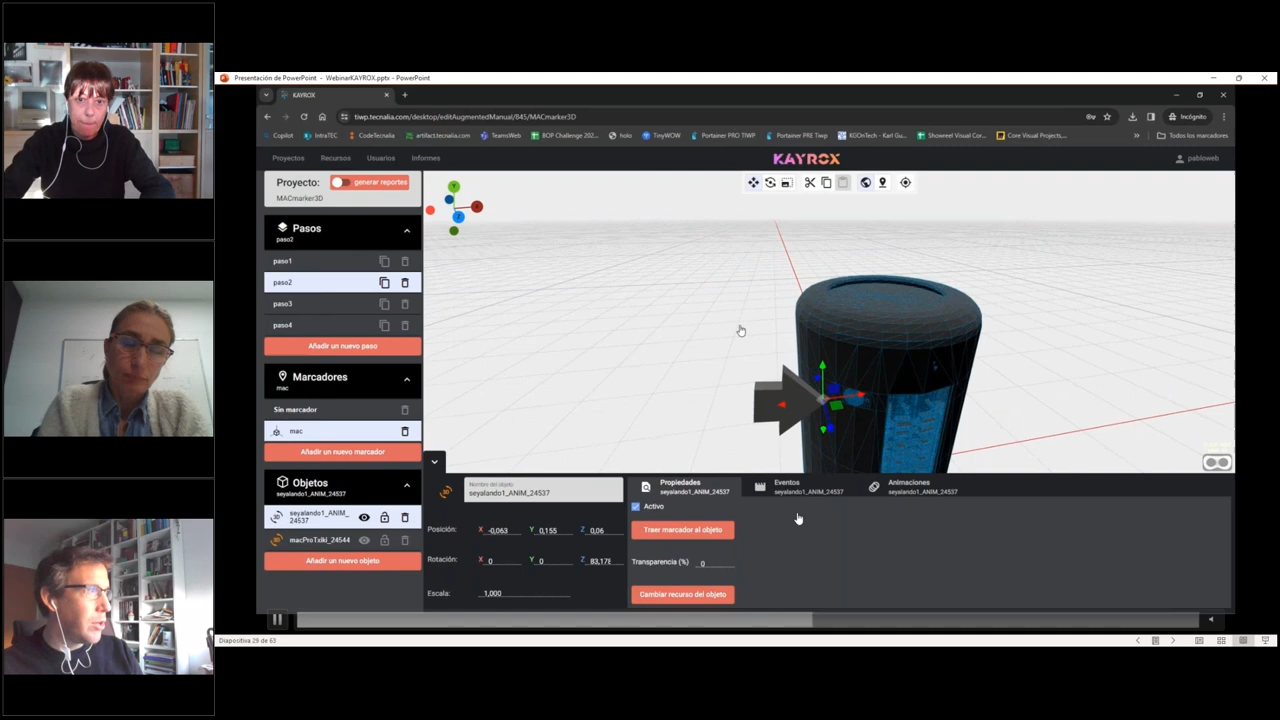 Presentación de PowerPoint - WebinarKAYROX.pptx - PowerPoint
KAYROX
tiwp.tecnalia.com/desktop/editAugmentedManual/845/MACmarker3D
Incógnito
Copilot
IntraTEC
CodeTecnalia
artifact.tecnalia.com
TeamsWeb
BOP Challenge 202...
holo
TinyWOW
Portainer PRO TIWP
Portainer PRE Tiwp
KGOnTech - Karl Gu...
Showreel Visual Cor...
Core Visual Projects,...
Todos los marcadores
Proyectos
Recursos
Usuarios
Informes
KAYROX
pabloweb
Proyecto:
generar reportes
MACmarker3D
Pasos
paso2
paso1
paso2
paso3
paso4
Añadir un nuevo paso
Marcadores
mac
Sin marcador
mac
Añadir un nuevo marcador
Objetos
seyalando1_ANIM_24537
seyalando1_ANIM_
24537
macProTxiki_24544
Añadir un nuevo objeto
Y
Z
Nombre del objeto
seyalando1_ANIM_24537
Posición:
X -0,063
Y 0,155
Z 0,06
Rotación:
X 0
Y 0
Z 83,178
Escala:
1,000
Propiedades
seyalando1_ANIM_24537
Eventos
seyalando1_ANIM_24537
Animaciones
seyalando1_ANIM_24537
Activo
Traer marcador al objeto
Transparencia (%)
0
Cambiar recurso del objeto
Diapositiva 29 de 63